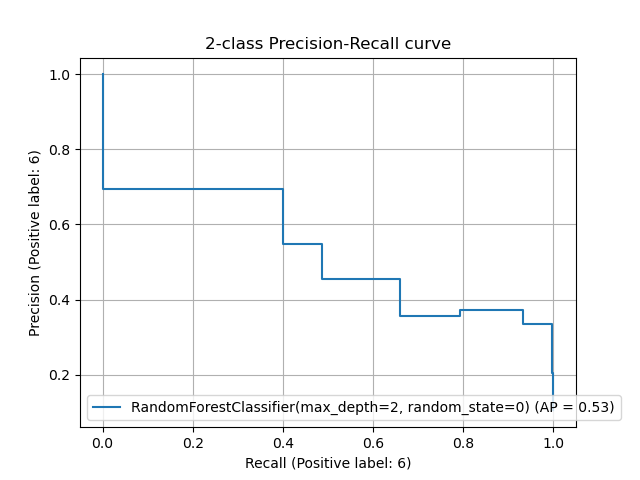 2-class Precision-Recall curve
Precision (Positive label: 6)
1.0
0.8
0.6
0.4
0.2
RandomForestClassifier(max_depth=2, random_state=0) (AP = 0.53)
0.0 0.2 0.4 0.6 0.8 1.0
Recall (Positive label: 6)